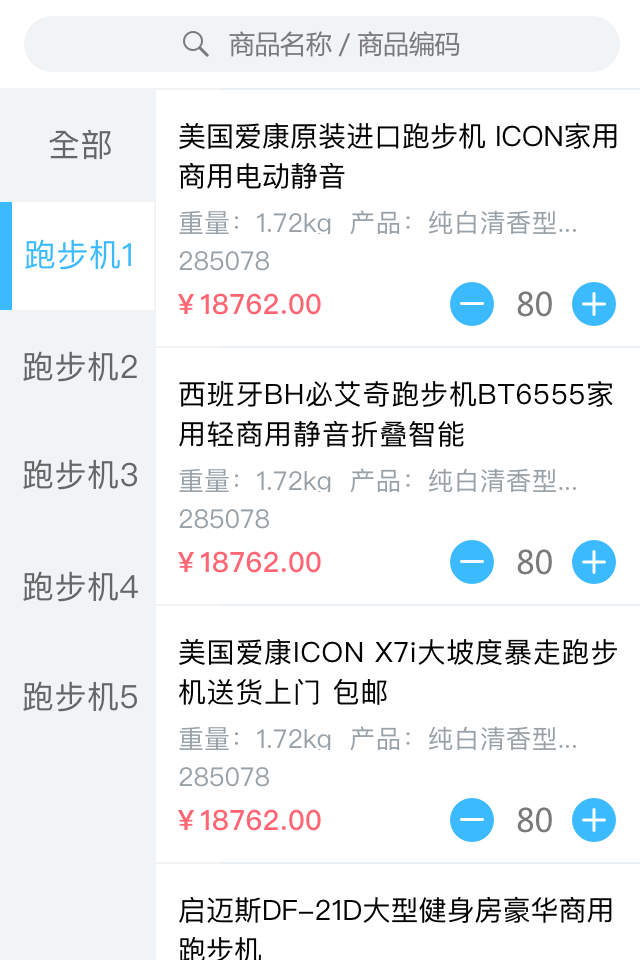 商品名称 / 商品编码
全部
跑步机1
跑步机2
跑步机3
跑步机4
跑步机5
美国爱康原装进口跑步机 ICON家用
商用电动静音
重量：1.72kg 产品：纯白清香型...
285078
¥18762.00
80
西班牙BH必艾奇跑步机BT6555家
用轻商用静音折叠智能
重量：1.72kg 产品：纯白清香型...
285078
¥18762.00
80
美国爱康ICON X7i大坡度暴走跑步
机送货上门 包邮
重量：1.72kg 产品：纯白清香型...
285078
¥18762.00
80
启迈斯DF-21D大型健身房豪华商用
跑步机